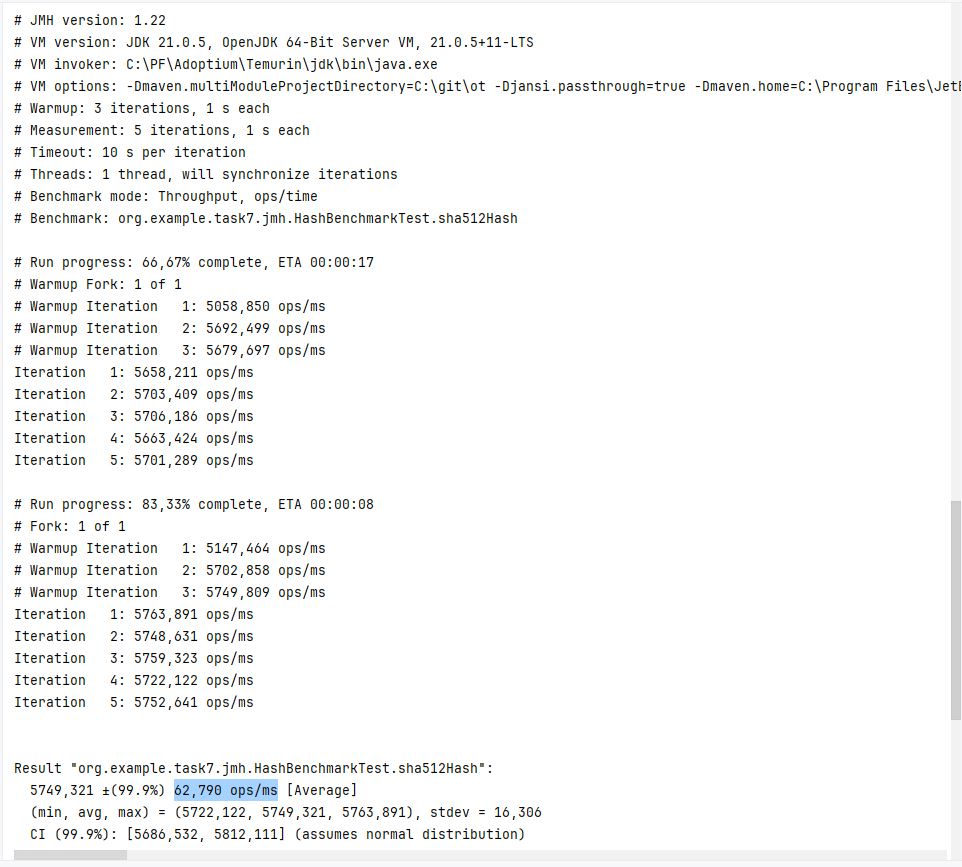 # JMH version: 1.22
# VM version: JDK 21.0.5, OpenJDK 64-Bit Server VM, 21.0.5+11-LTS
# VM invoker: C:\PF\Adoptium\Temurin\jdk\bin\java.exe
# VM options: -Dmaven.multiModuleProjectDirectory=C:\git\ot -Djansi.passthrough=true -Dmaven.home=C:\Program Files\JetB
# Warmup: 3 iterations, 1 s each
# Measurement: 5 iterations, 1 s each
# Timeout: 10 s per iteration
# Threads: 1 thread, will synchronize iterations
# Benchmark mode: Throughput, ops/time
# Benchmark: org.example.task7.jmh.HashBenchmarkTest.sha512Hash
# Run progress: 66,67% complete, ETA 00:00:17
# Warmup Fork: 1 of 1
# Warmup Iteration   1: 5058,850 ops/ms
# Warmup Iteration   2: 5692,499 ops/ms
# Warmup Iteration   3: 5679,697 ops/ms
Iteration   1: 5658,211 ops/ms
Iteration   2: 5703,409 ops/ms
Iteration   3: 5706,186 ops/ms
Iteration   4: 5663,424 ops/ms
Iteration   5: 5701,289 ops/ms
# Run progress: 83,33% complete, ETA 00:00:08
# Fork: 1 of 1
# Warmup Iteration   1: 5147,464 ops/ms
# Warmup Iteration   2: 5702,858 ops/ms
# Warmup Iteration   3: 5749,809 ops/ms
Iteration   1: 5763,891 ops/ms
Iteration   2: 5748,631 ops/ms
Iteration   3: 5759,323 ops/ms
Iteration   4: 5722,122 ops/ms
Iteration   5: 5752,641 ops/ms
Result "org.example.task7.jmh.HashBenchmarkTest.sha512Hash":
  5749,321 ±(99.9%) 62,790 ops/ms [Average]
  (min, avg, max) = (5722,122, 5749,321, 5763,891), stdev = 16,306
  CI (99.9%): [5686,532, 5812,111] (assumes normal distribution)